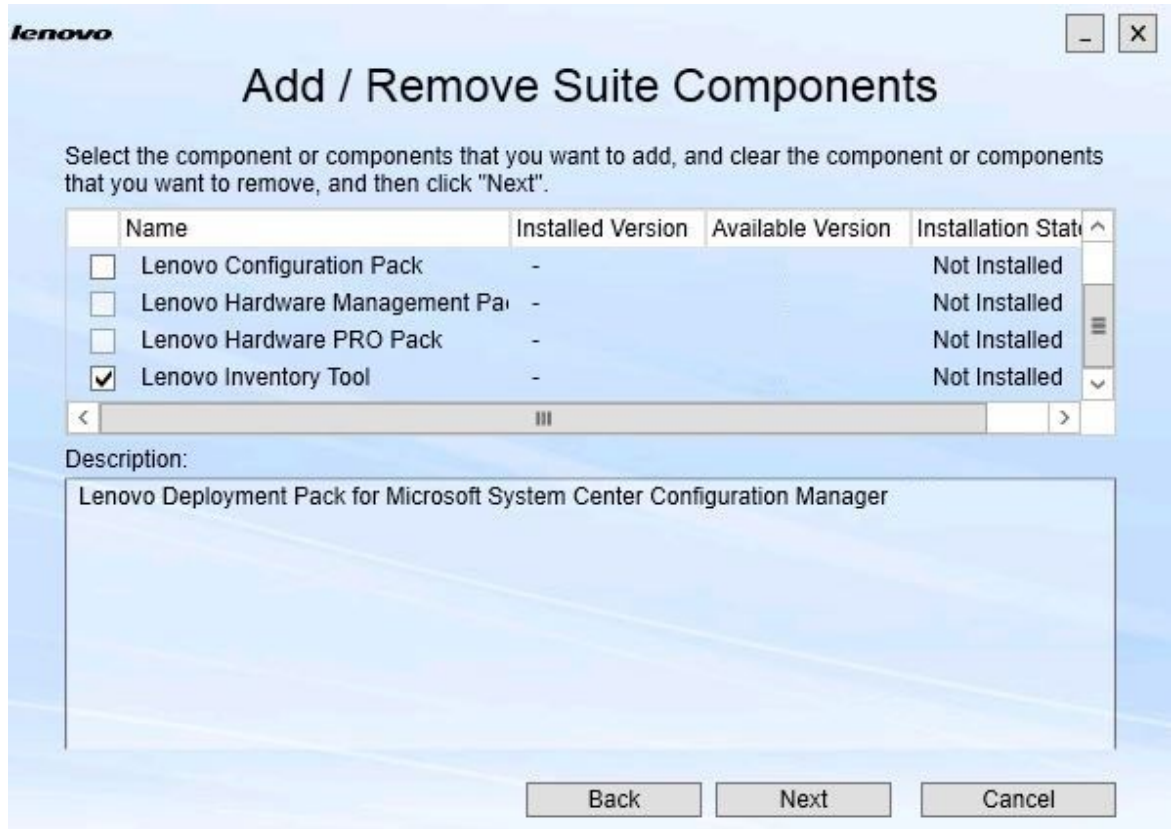 lenovo
Add / Remove Suite Components
Select the component or components that you want to add, and clear the component or components
that you want to remove, and then click "Next".
Name Installed Version Available Version Installation State
Lenovo Configuration Pack - Not Installed
Lenovo Hardware Management Pa - Not Installed
Lenovo Hardware PRO Pack - Not Installed
Lenovo Inventory Tool - Not Installed
Description:
Lenovo Deployment Pack for Microsoft System Center Configuration Manager
Back Next Cancel